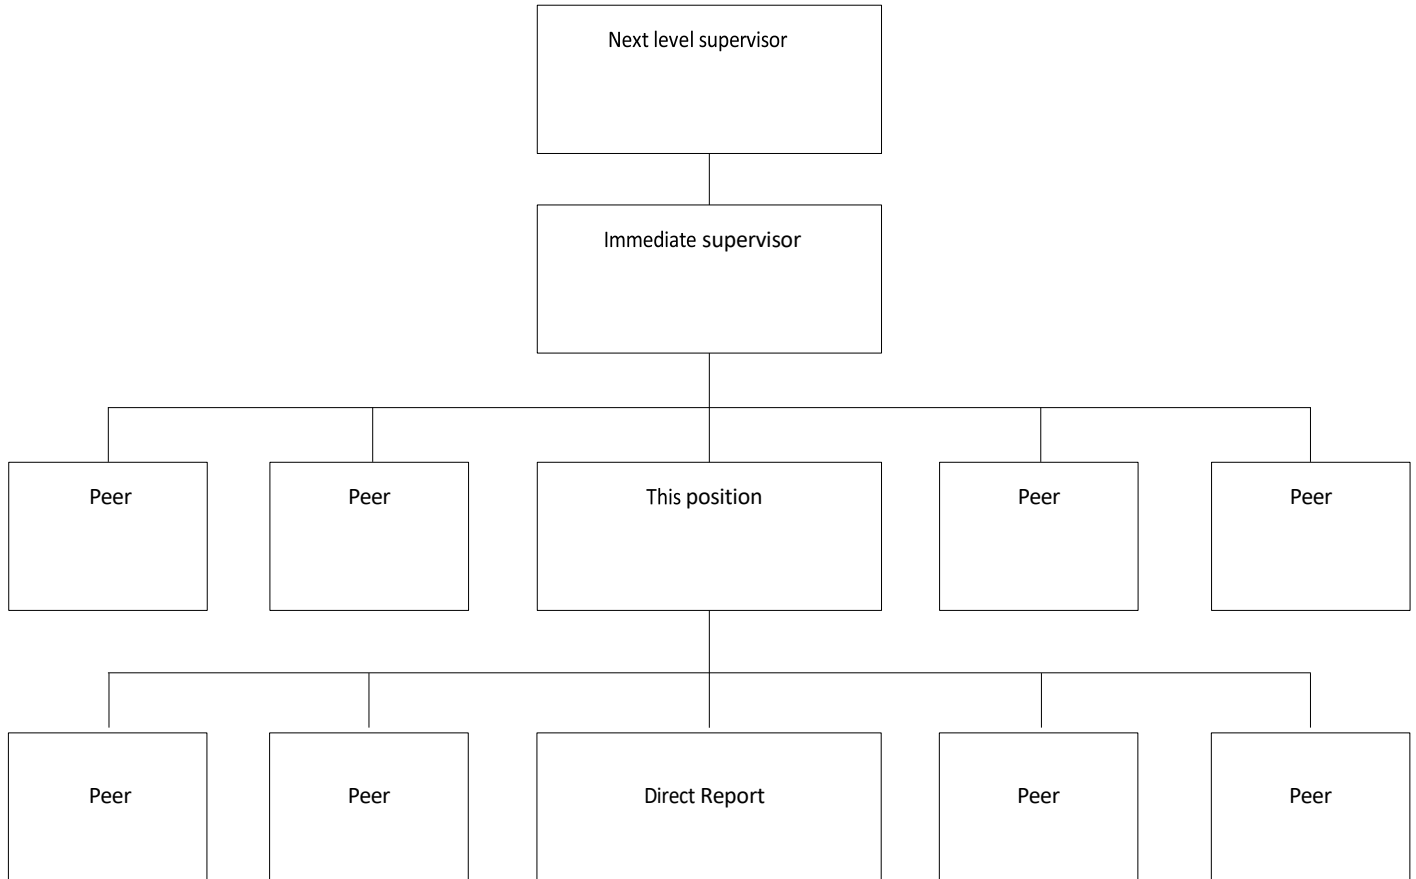 Next level supervisor
Immediate supervisor
Peer
Peer
This position
Peer
Peer
Peer
Peer
Direct Report
Peer
Peer